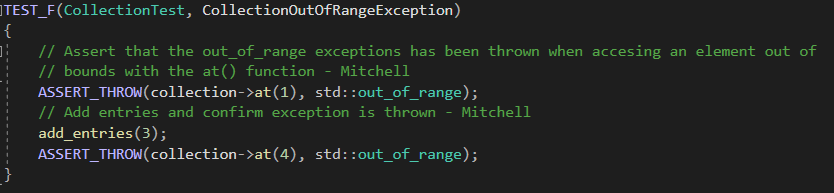 TEST_F(CollectionTest, CollectionOutOfRangeException)
{
// Assert that the out_of_range exceptions has been thrown when accesing an element out of
// bounds with the at() function - Mitchell
ASSERT_THROW(collection->at(1), std::out_of_range);
// Add entries and confirm exception is thrown - Mitchell
add_entries(3);
ASSERT_THROW(collection->at(4), std::out_of_range);
}